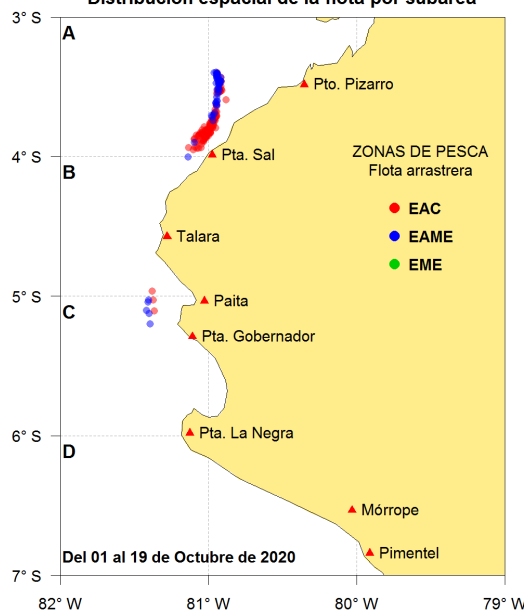 Distribución espacial de la flota por subárea
3° S
A
Pto. Pizarro
ZONAS DE PESCA
Flota arrastrera
4° S
Pta. Sal
B
EAC
Talara
EAME
EME
5° S
Paita
C
Pta. Gobernador
6° S
Pta. La Negra
D
Mórrope
Pimentel
Del 01 al 19 de Octubre de 2020
7° S
82° W
81° W
80° W
79° W